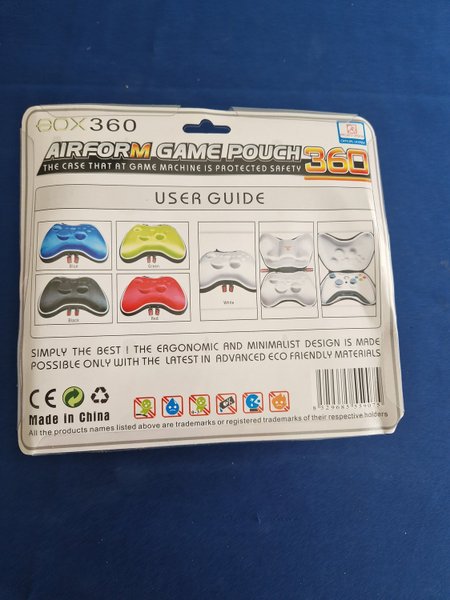 BOX360
AIRFORM GAME POUCH 360
THE CASE THAT AT GAME MACHINE IS PROTECTED SAFETY
USER GUIDE
Blue
Green
Black
Red
White
SIMPLY THE BEST ! THE ERGONOMIC AND MINIMALIST DESIGN IS MADE
POSSIBLE ONLY WITH THE LATEST IN ADVANCED ECO FRIENDLY MATERIALS
CE
Made in China
All the products names listed above are trademarks or registered trademarks of their respective holders